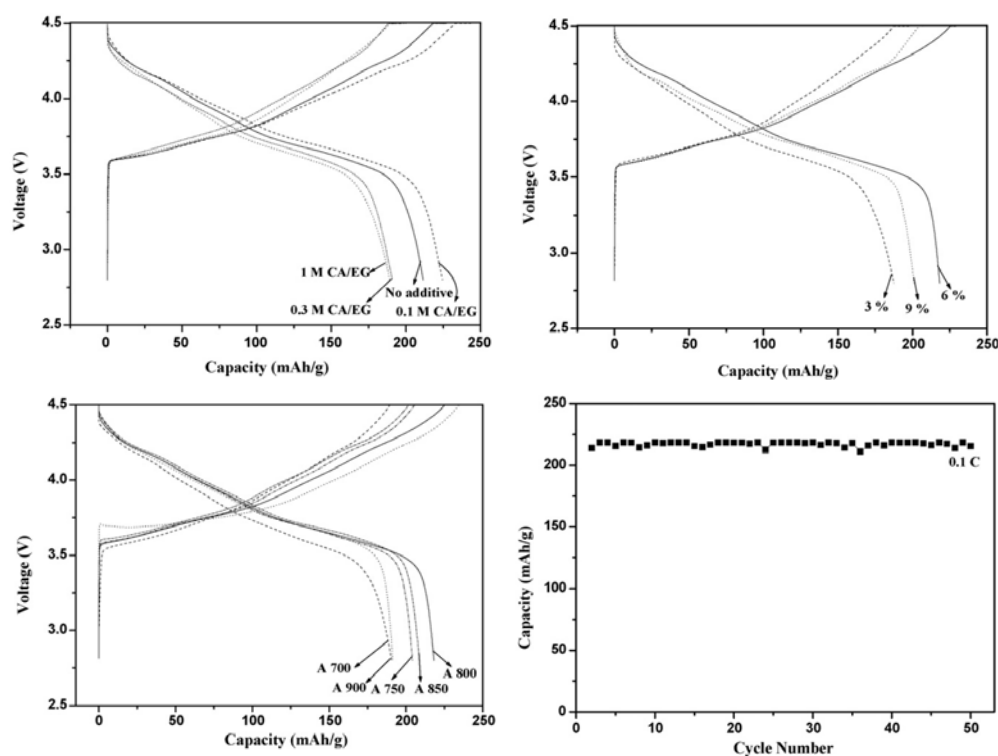 4.5
4.0
3.5
3.0
2.5
Voltage (V)
1 M CA/EG
No additive
0.3 M CA/EG
0.1 M CA/EG
0 50 100 150 200 250
Capacity (mAh/g)
4.5
4.0
3.5
3.0
2.5
Voltage (V)
3 %
9 %
6 %
0 50 100 150 200 250
Capacity (mAh/g)
4.5
4.0
3.5
3.0
2.5
Voltage (V)
A 700
A 900
A 750
A 850
A 800
0 50 100 150 200 250
Capacity (mAh/g)
250
200
150
100
50
0
Capacity (mAh/g)
0.1 C
0 10 20 30 40 50
Cycle Number